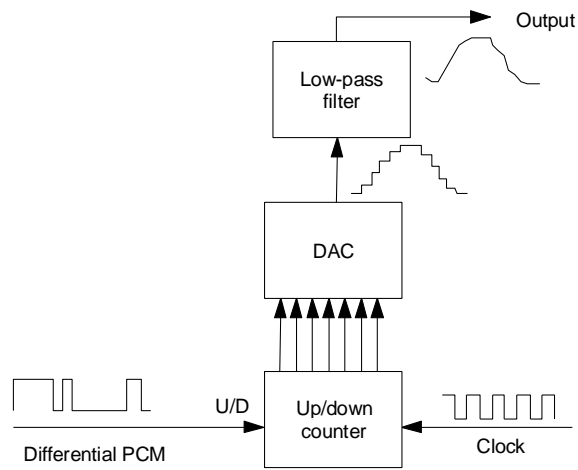 Output
Low-pass
filter
DAC
U/D
Up/down
counter
Differential PCM
Clock